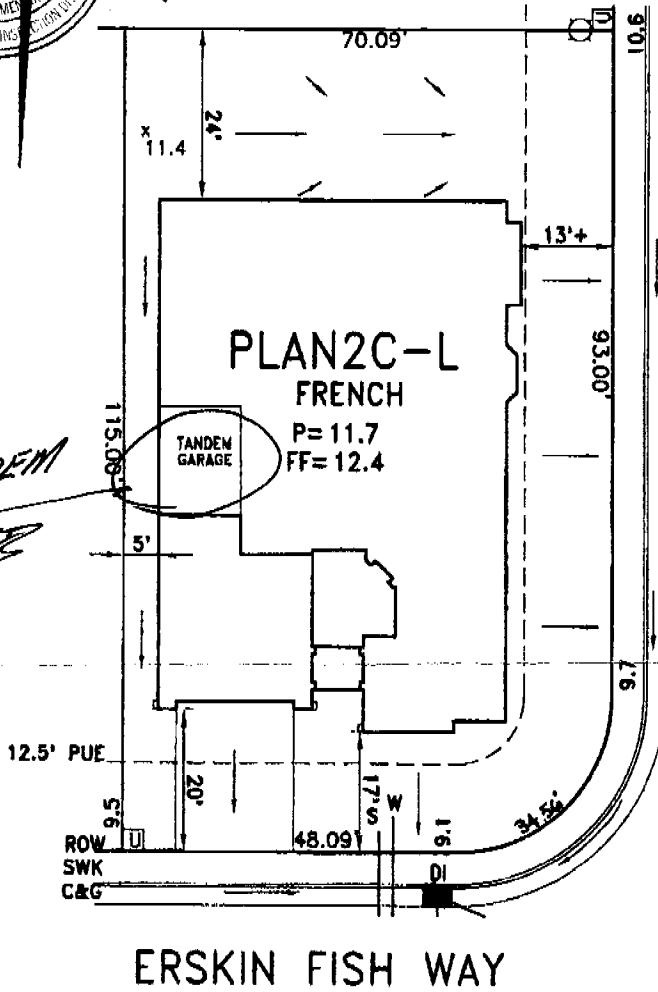 70.09'
U
10.9
24'
x
11.4
13'+
PLAN2C-L
FRENCH
93.00'
P= 11.7
FF= 12.4
115.00'
TANDEM
GARAGE
5'
9.7
12.5' PUE
20'
17'
S
W
9.5
U
48.09'
9.1
34.56'
ROW
SWK
C&G
DI
ERSKIN FISH WAY